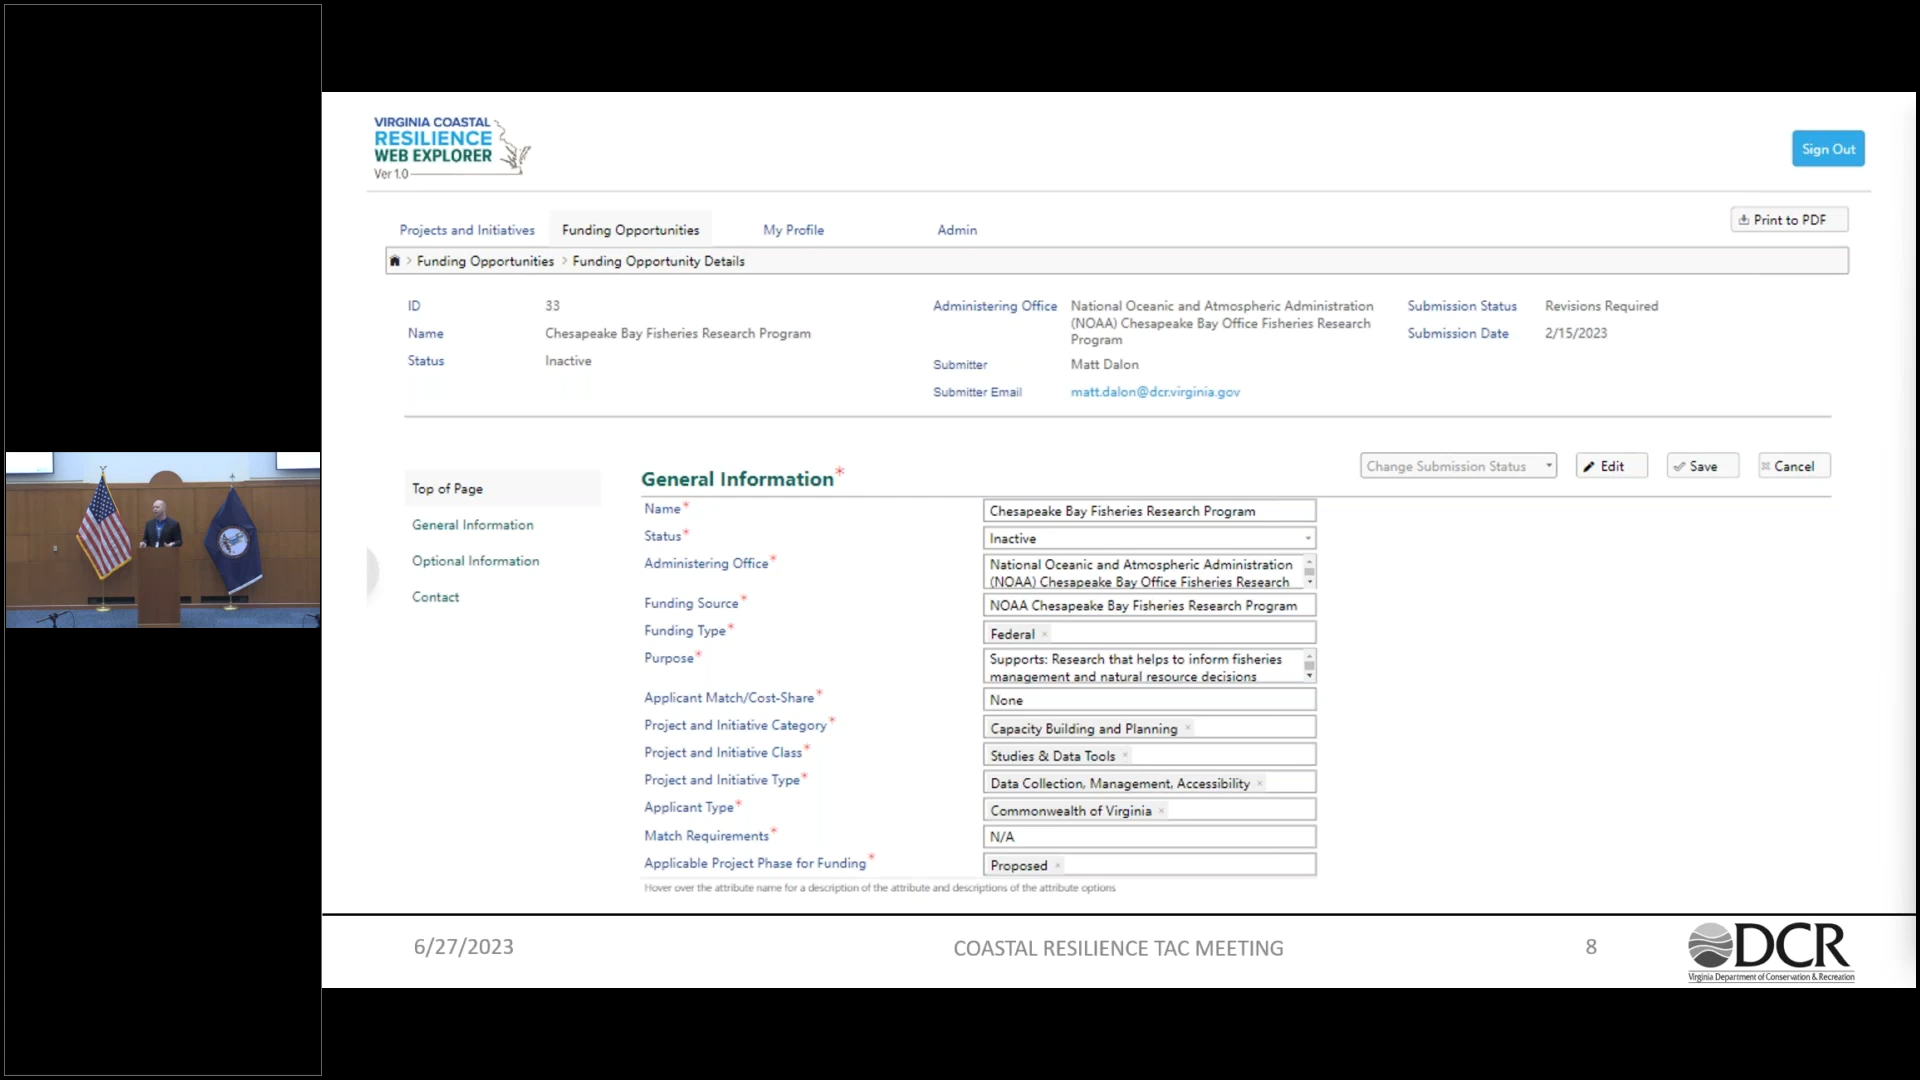 VIRGINIA COASTAL
RESILIENCE
WEB EXPLORER
Ver 1.0
Sign Out
Projects and Initiatives
Funding Opportunities
My Profile
Admin
Print to PDF
> Funding Opportunities > Funding Opportunity Details
ID
33
Name
Chesapeake Bay Fisheries Research Program
Status
Inactive
Administering Office
National Oceanic and Atmospheric Administration
(NOAA) Chesapeake Bay Office Fisheries Research
Program
Submitter
Matt Dalon
Submitter Email
matt.dalon@dcr.virginia.gov
Submission Status
Revisions Required
Submission Date
2/15/2023
Top of Page
General Information
Optional Information
Contact
General Information*
Change Submission Status
Edit
Save
Cancel
Name*
Chesapeake Bay Fisheries Research Program
Status*
Inactive
Administering Office*
National Oceanic and Atmospheric Administration
(NOAA) Chesapeake Bay Office Fisheries Research
Funding Source*
NOAA Chesapeake Bay Fisheries Research Program
Funding Type*
Federal ×
Purpose*
Supports: Research that helps to inform fisheries
management and natural resource decisions
Applicant Match/Cost-Share*
None
Project and Initiative Category*
Capacity Building and Planning ×
Project and Initiative Class*
Studies & Data Tools ×
Project and Initiative Type*
Data Collection, Management, Accessibility ×
Applicant Type*
Commonwealth of Virginia ×
Match Requirements*
N/A
Applicable Project Phase for Funding*
Proposed ×
Hover over the attribute name for a description of the attribute and descriptions of the attribute options
6/27/2023
COASTAL RESILIENCE TAC MEETING
8
DCR
Virginia Department of Conservation & Recreation